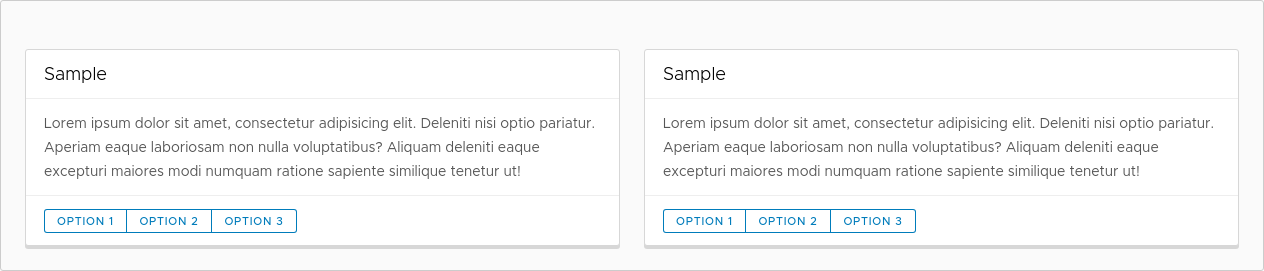 Sample
Lorem ipsum dolor sit amet, consectetur adipisicing elit. Deleniti nisi optio pariatur.
Aperiam eaque laboriosam non nulla voluptatibus? Aliquam deleniti eaque
excepturi maiores modi numquam ratione sapiente similique tenetur ut!
OPTION 1 OPTION 2 OPTION 3
Sample
Lorem ipsum dolor sit amet, consectetur adipisicing elit. Deleniti nisi optio pariatur.
Aperiam eaque laboriosam non nulla voluptatibus? Aliquam deleniti eaque
excepturi maiores modi numquam ratione sapiente similique tenetur ut!
OPTION 1 OPTION 2 OPTION 3